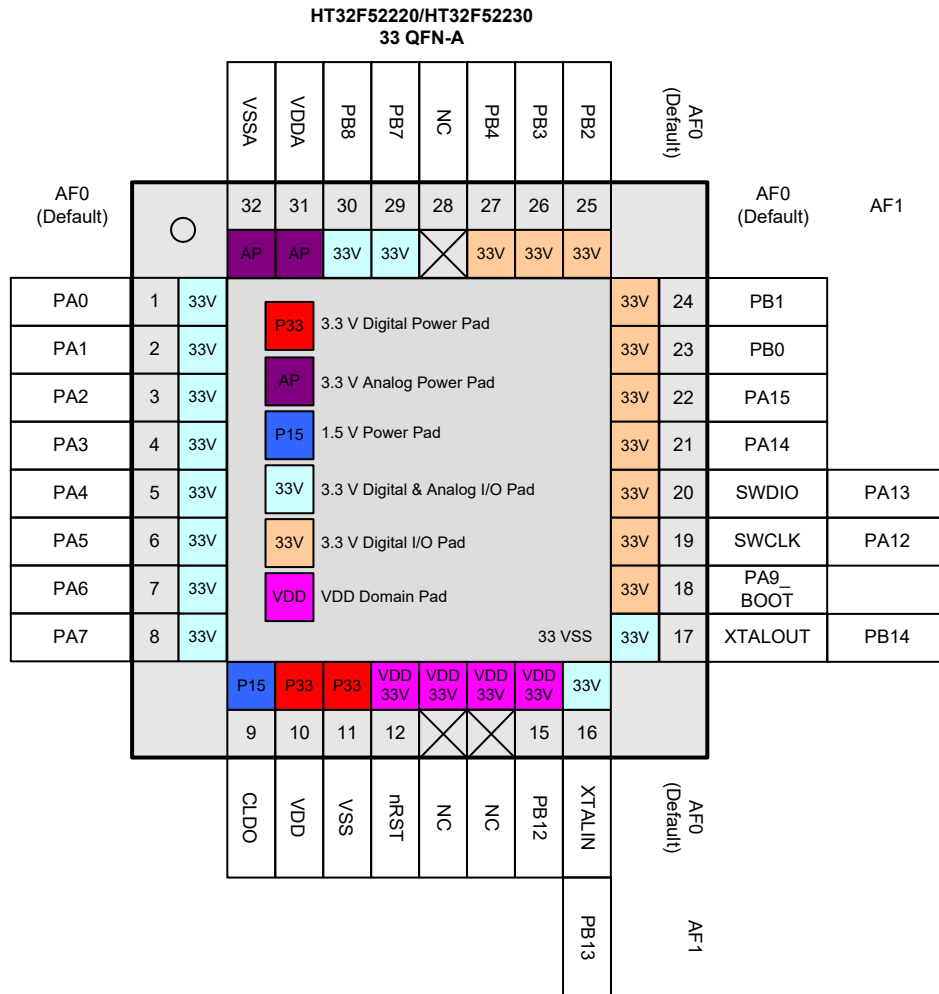 HT32F52220/HT32F52230
33 QFN-A
VSSA
VDDA
PB8
PB7
NC
PB4
PB3
PB2
AF0
(Default)
AF0
(Default)
32
31
30
29
28
27
26
25
AF0
(Default)
AF1
AP
AP
33V
33V
33V
33V
33V
PA0
1
33V
33V
24
PB1
PA1
2
33V
33V
23
PB0
PA2
3
33V
33V
22
PA15
PA3
4
33V
33V
21
PA14
PA4
5
33V
33V
20
SWDIO
PA13
PA5
6
33V
33V
19
SWCLK
PA12
PA6
7
33V
33V
18
PA9_
BOOT
PA7
8
33V
33V
17
XTALOUT
PB14
P33
3.3 V Digital Power Pad
AP
3.3 V Analog Power Pad
P15
1.5 V Power Pad
33V
3.3 V Digital & Analog I/O Pad
33V
3.3 V Digital I/O Pad
VDD
VDD Domain Pad
33 VSS
P15
P33
P33
VDD
33V
VDD
33V
VDD
33V
VDD
33V
33V
9
10
11
12
15
16
CLDO
VDD
VSS
nRST
NC
NC
PB12
XTALIN
AF0
(Default)
PB13
AF1